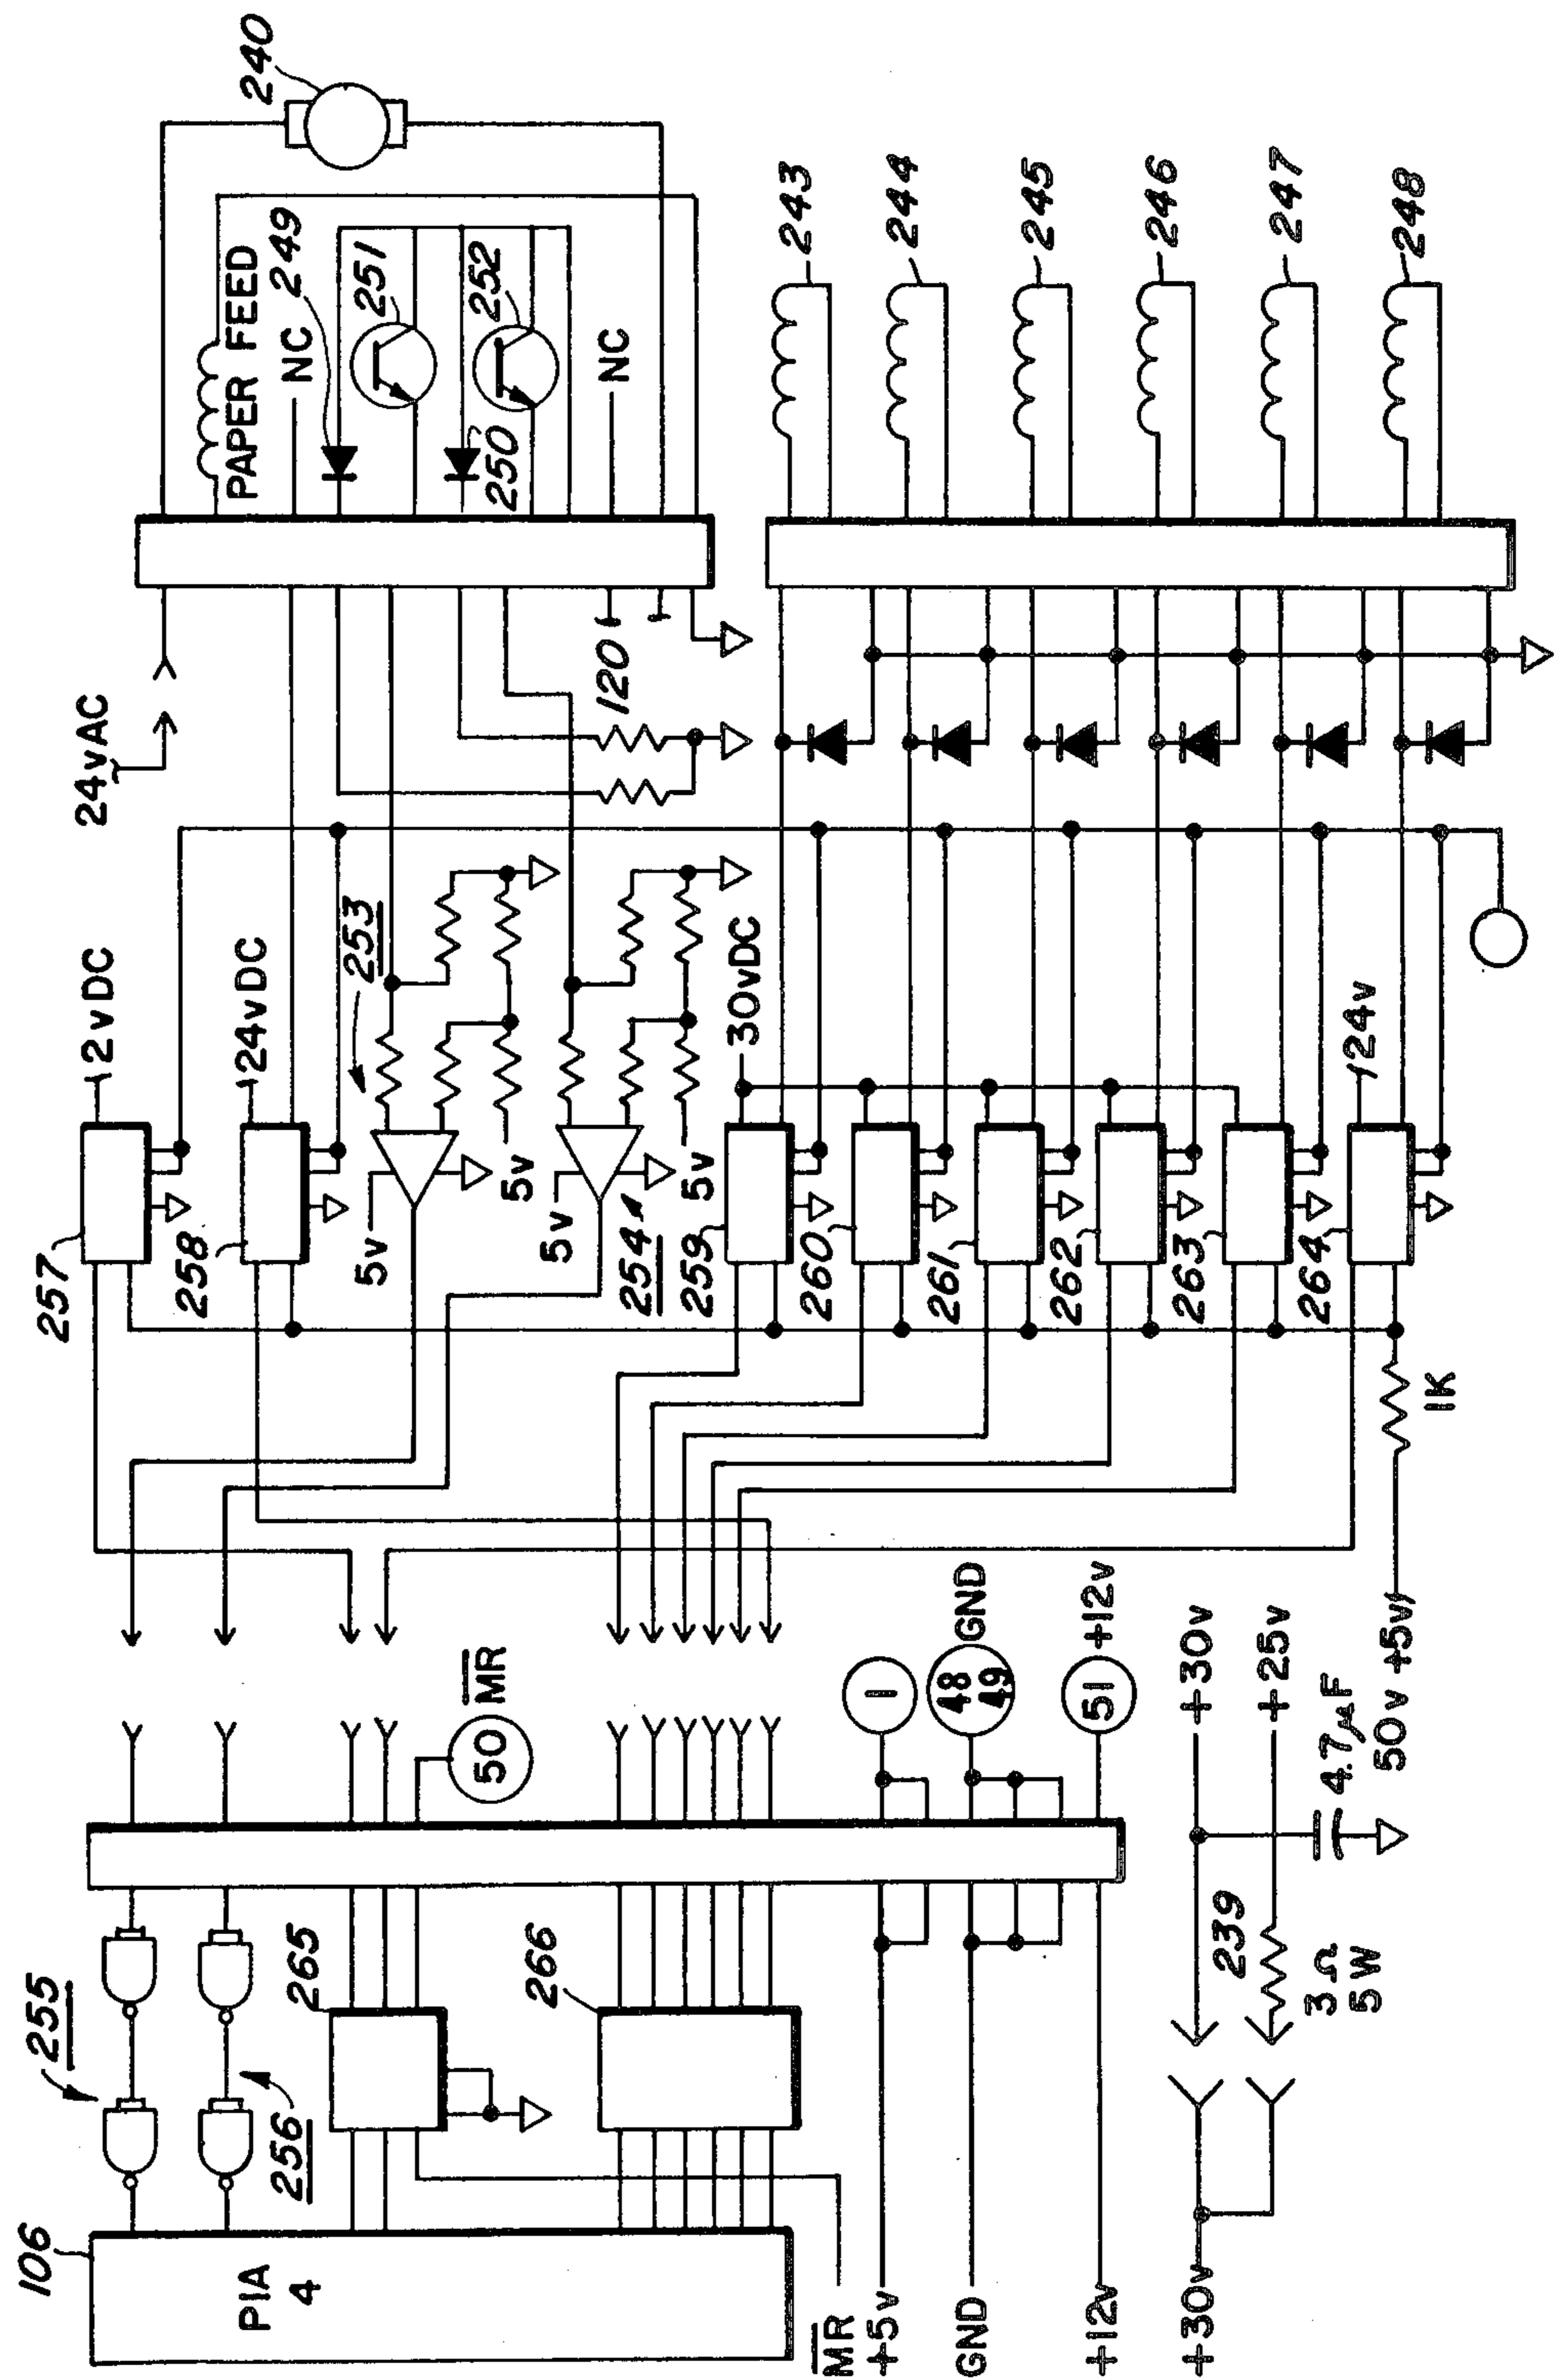 106
PIA
4
255
256
265
266
MR
+5v
GND
+12v
+30v
50
MR
1
48
49
GND
51
+12v
+30v
+25v
239
3Ω
5W
4.7µF
50v
+5v
1K
257
258
12vDC
24vDC
253
5v
5v
5v
254
5v
259
260
261
262
263
264
30vDC
24v
24vAC
120
PAPER FEED
NC
249
251
250
252
NC
240
243
244
245
246
247
248